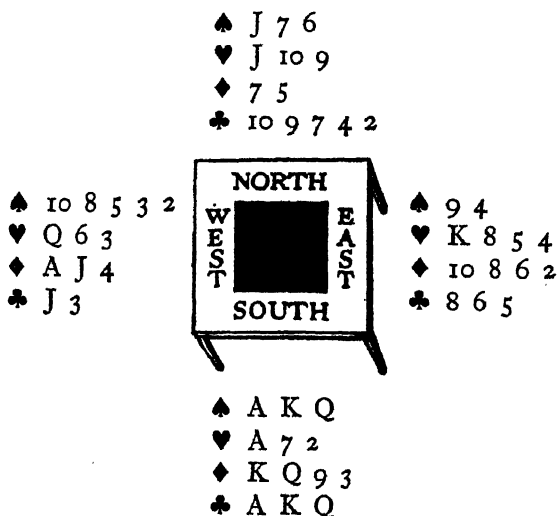 ♠ J 7 6
♥ J 10 9
♦ 7 5
♣ 10 9 7 4 2
NORTH
♠ 10 8 5 3 2
♥ Q 6 3
♦ A J 4
♣ J 3
WEST
EAST
♠ 9 4
♥ K 8 5 4
♦ 10 8 6 2
♣ 8 6 5
SOUTH
♠ A K Q
♥ A 7 2
♦ K Q 9 3
♣ A K Q